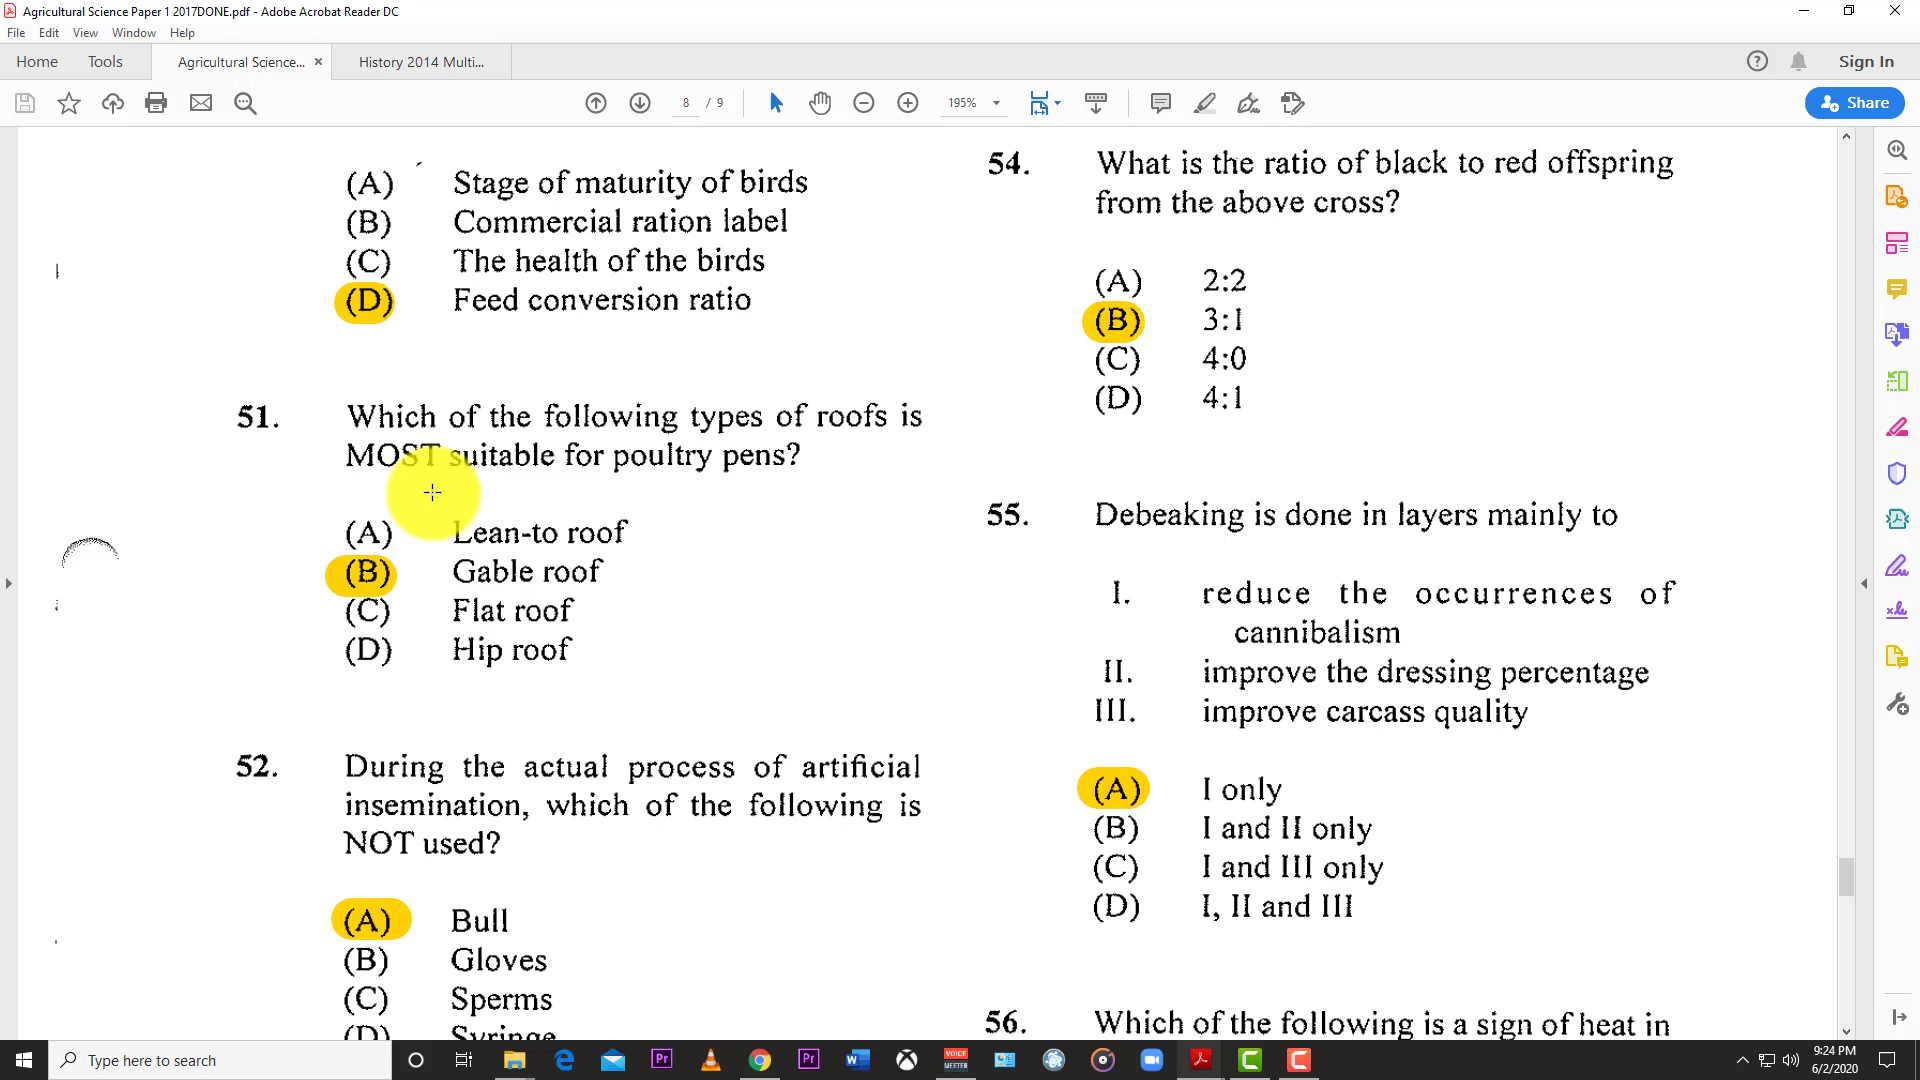 Agricultural Science Paper 1 2017DONE.pdf - Adobe Acrobat Reader DC
File Edit View Window Help
Home Tools Agricultural Science... × History 2014 Multi... Sign In
8 / 9 195% Share
(A) Stage of maturity of birds
(B) Commercial ration label
(C) The health of the birds
(D) Feed conversion ratio
51. Which of the following types of roofs is
MOST suitable for poultry pens?
(A) Lean-to roof
(B) Gable roof
(C) Flat roof
(D) Hip roof
52. During the actual process of artificial
insemination, which of the following is
NOT used?
(A) Bull
(B) Gloves
(C) Sperms
(D) Syringe
54. What is the ratio of black to red offspring
from the above cross?
(A) 2:2
(B) 3:1
(C) 4:0
(D) 4:1
55. Debeaking is done in layers mainly to
I. reduce the occurrences of
cannibalism
II. improve the dressing percentage
III. improve carcass quality
(A) I only
(B) I and II only
(C) I and III only
(D) I, II and III
56. Which of the following is a sign of heat in
Type here to search
Pr
Pr
VOICE
MEETER
9:24 PM
6/2/2020